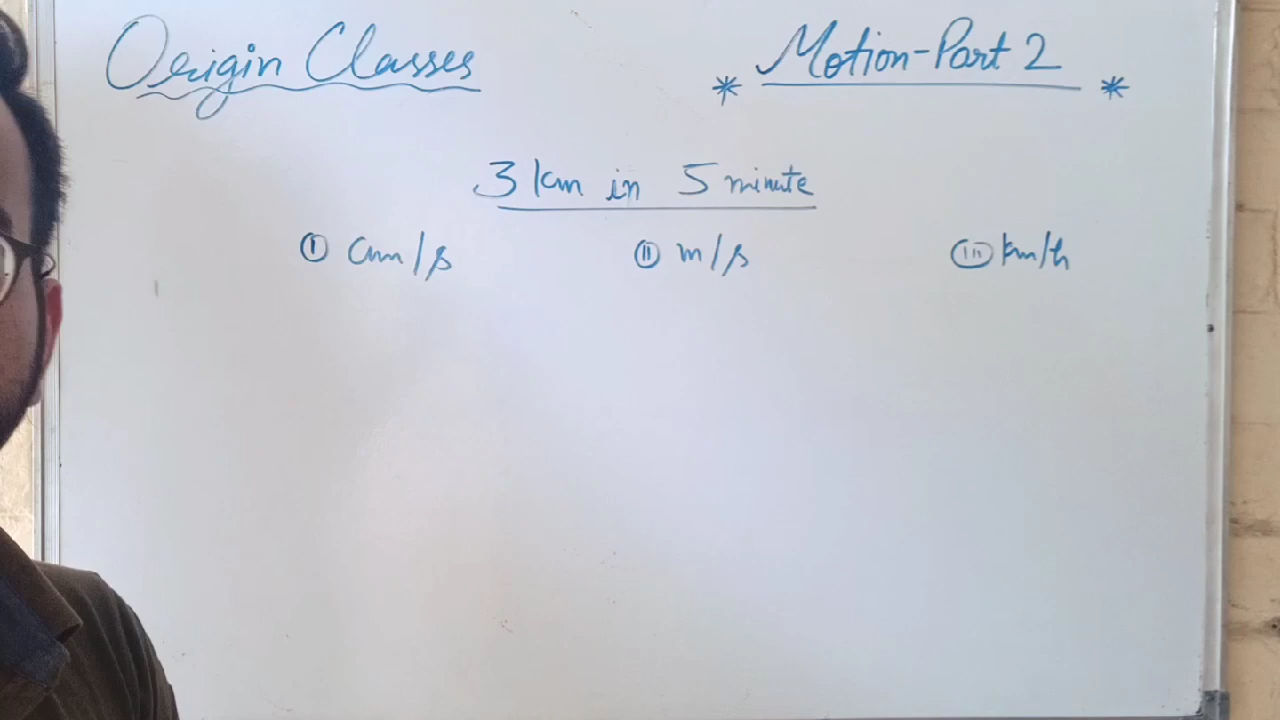 Origin Classes
* Motion-Part 2 *
3 km in 5 minute
(i) cm/s (ii) m/s (iii) km/h